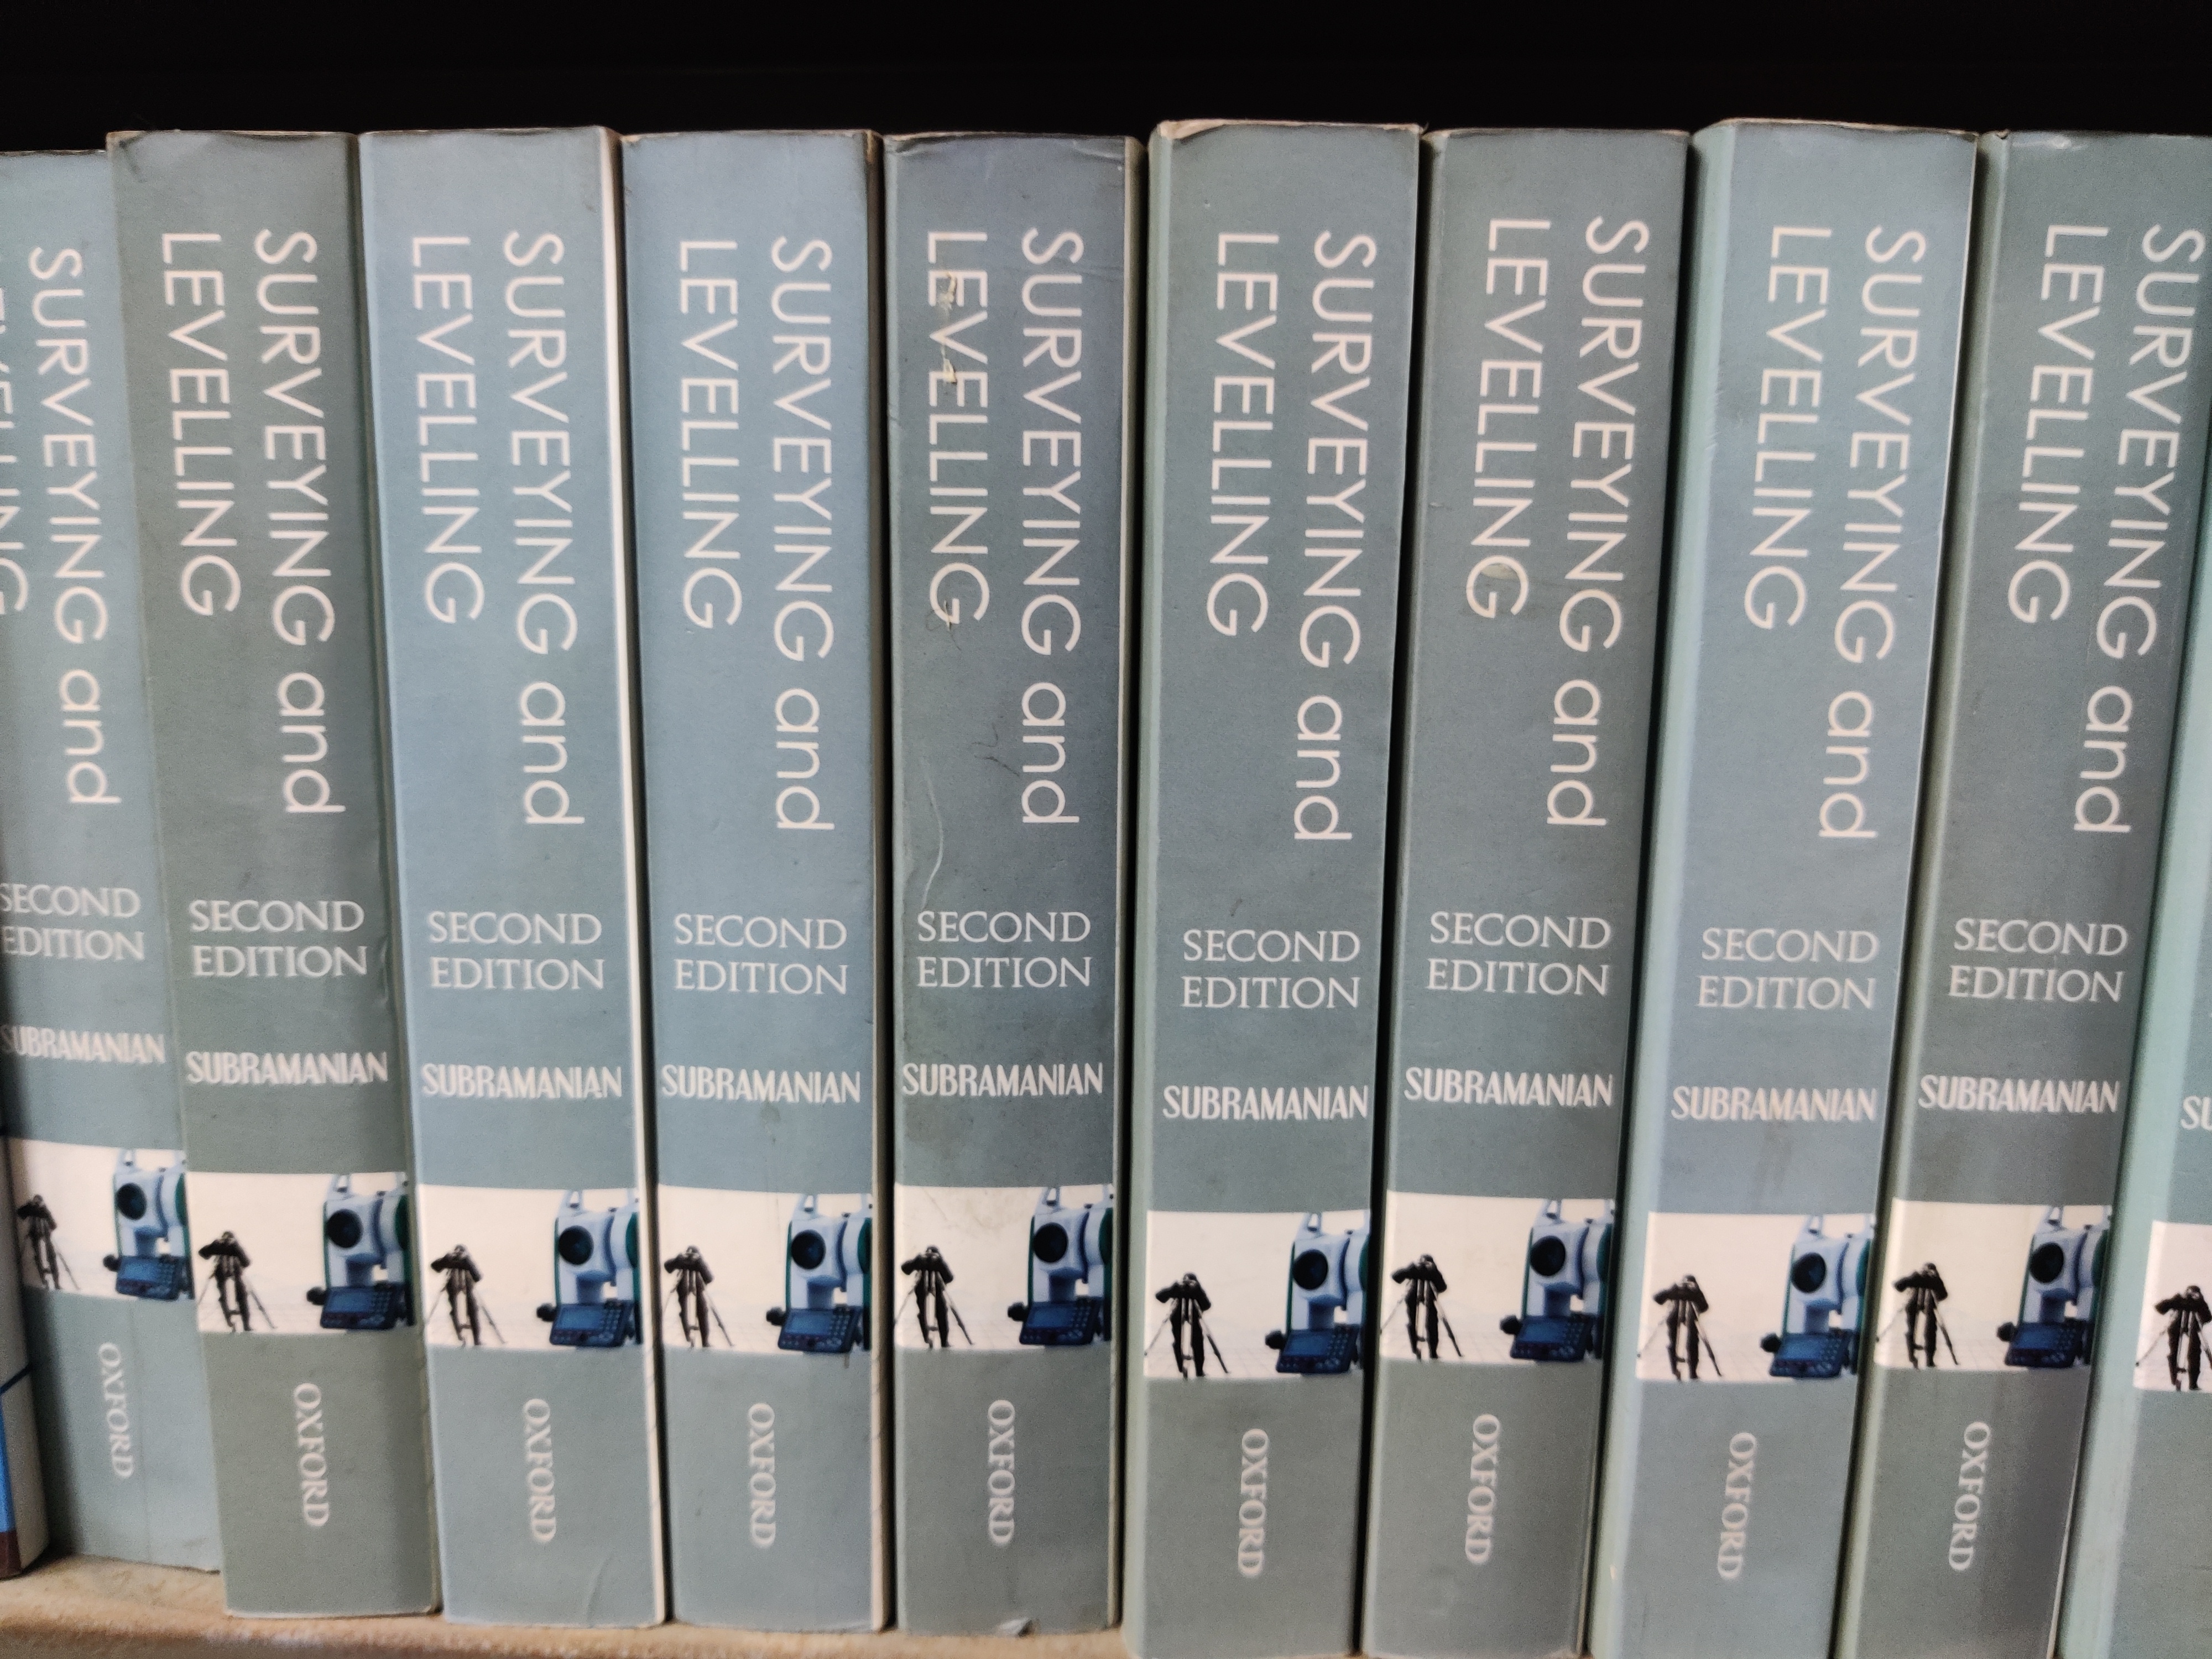 SURVEYING and
LEVELLING
SECOND
EDITION
SUBRAMANIAN
OXFORD
SURVEYING and
LEVELLING
SECOND
EDITION
SUBRAMANIAN
OXFORD
SURVEYING and
LEVELLING
SECOND
EDITION
SUBRAMANIAN
OXFORD
SURVEYING and
LEVELLING
SECOND
EDITION
SUBRAMANIAN
OXFORD
SURVEYING and
LEVELLING
SECOND
EDITION
SUBRAMANIAN
OXFORD
SURVEYING and
LEVELLING
SECOND
EDITION
SUBRAMANIAN
OXFORD
SURVEYING and
LEVELLING
SECOND
EDITION
SUBRAMANIAN
OXFORD
SURVEYING and
LEVELLING
SECOND
EDITION
SUBRAMANIAN
OXFORD
SURVEYING and
LEVELLING
SECOND
EDITION
SUBRAMANIAN
OXFORD
SU